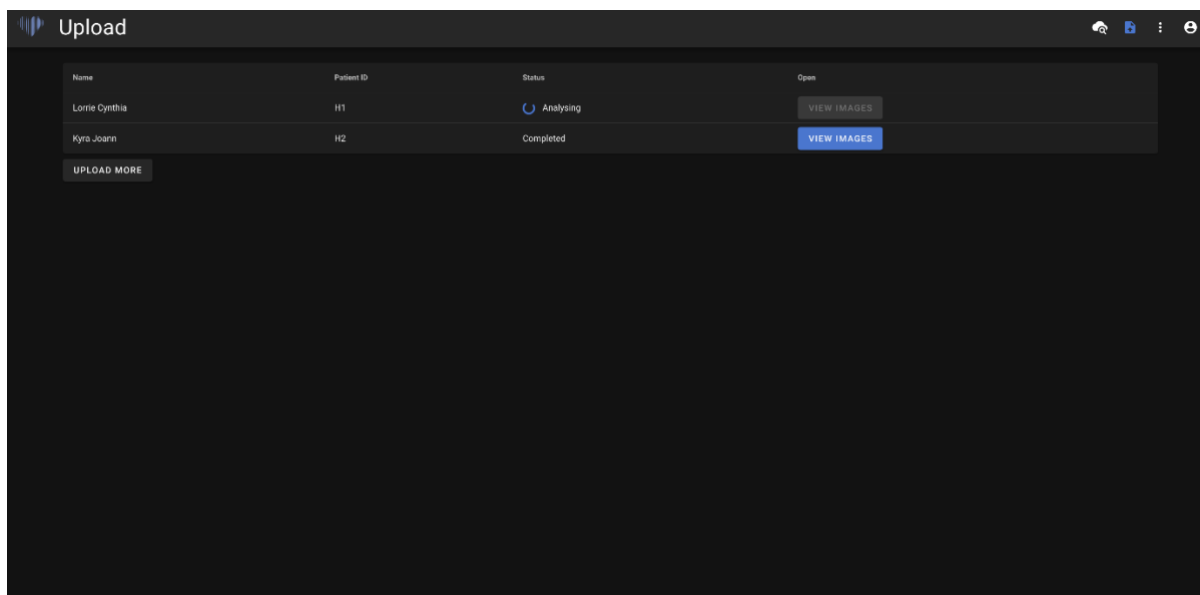 Upload
Name Patient ID Status Open
Lorrie Cynthia H1 Analysing VIEW IMAGES
Kyra Joann H2 Completed VIEW IMAGES
UPLOAD MORE